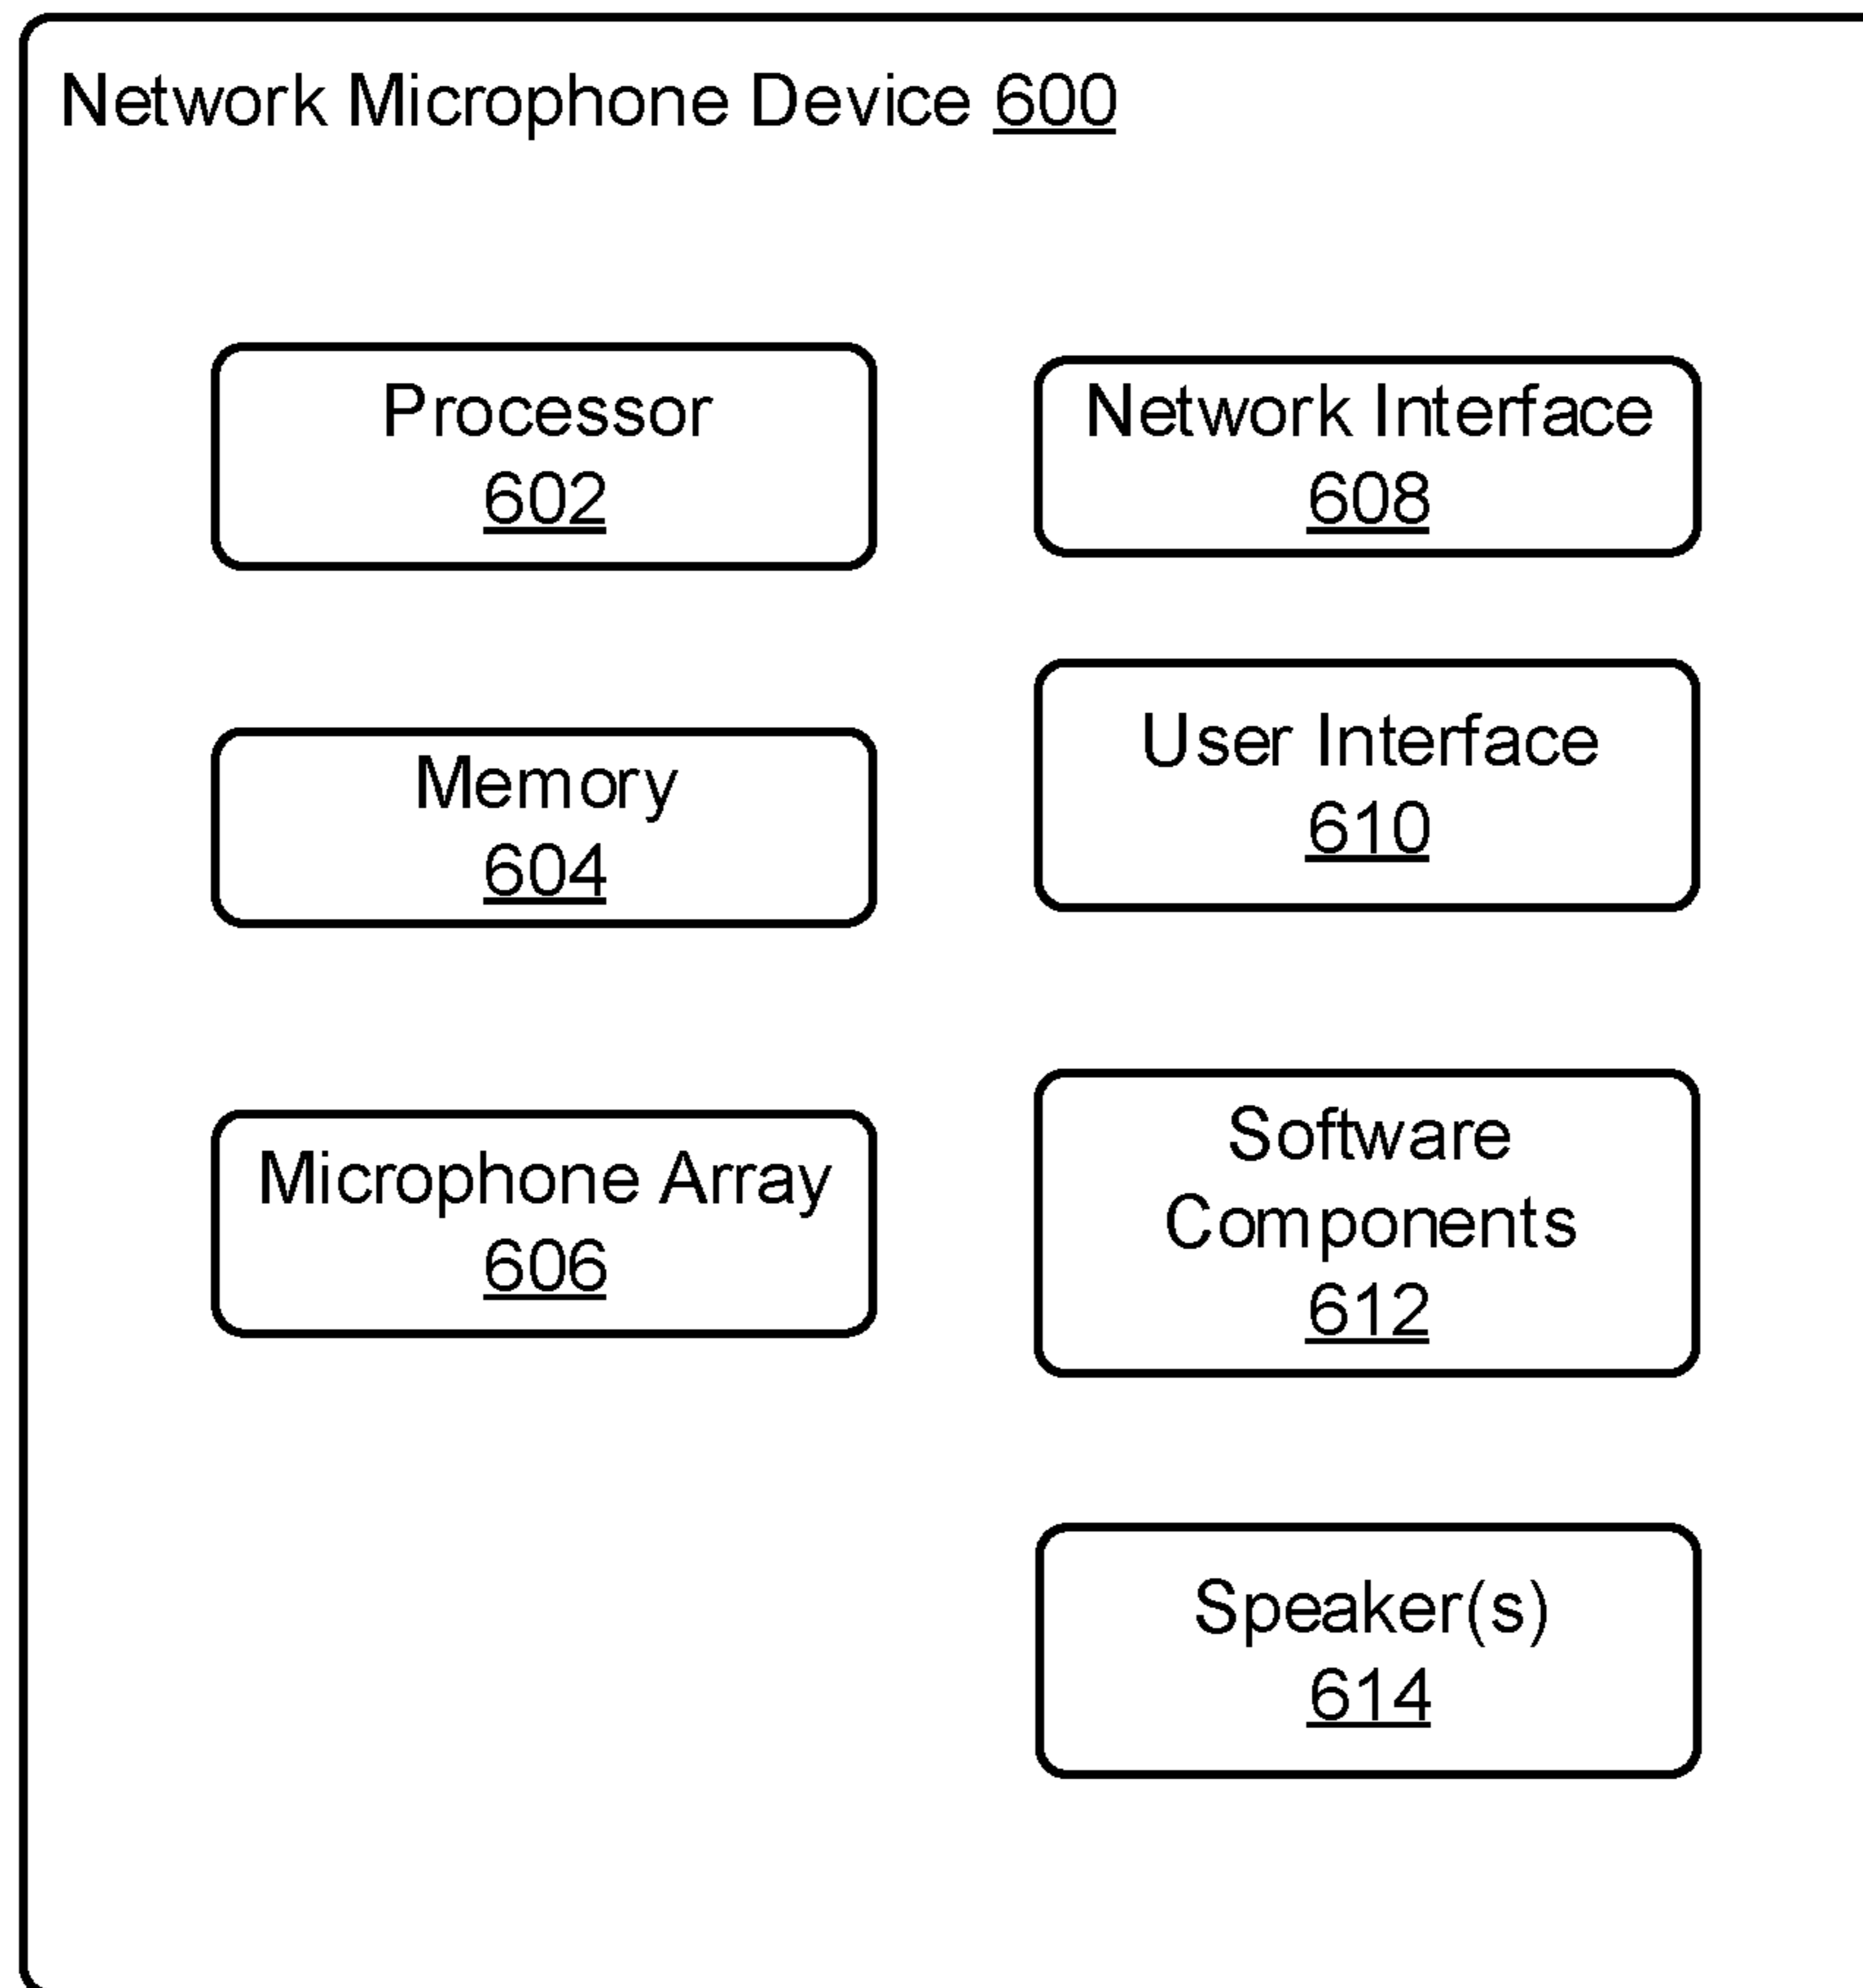 Network Microphone Device 600
Processor
602
Memory
604
Microphone Array
606
Network Interface
608
User Interface
610
Software
Components
612
Speaker(s)
614